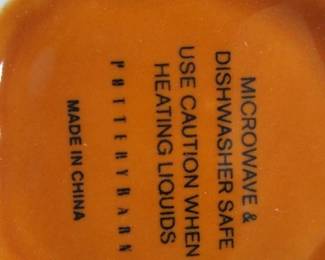 MICROWAVE &
DISHWASHER SAFE
USE CAUTION WHEN
HEATING LIQUIDS
POTTERYBARN
MADE IN CHINA